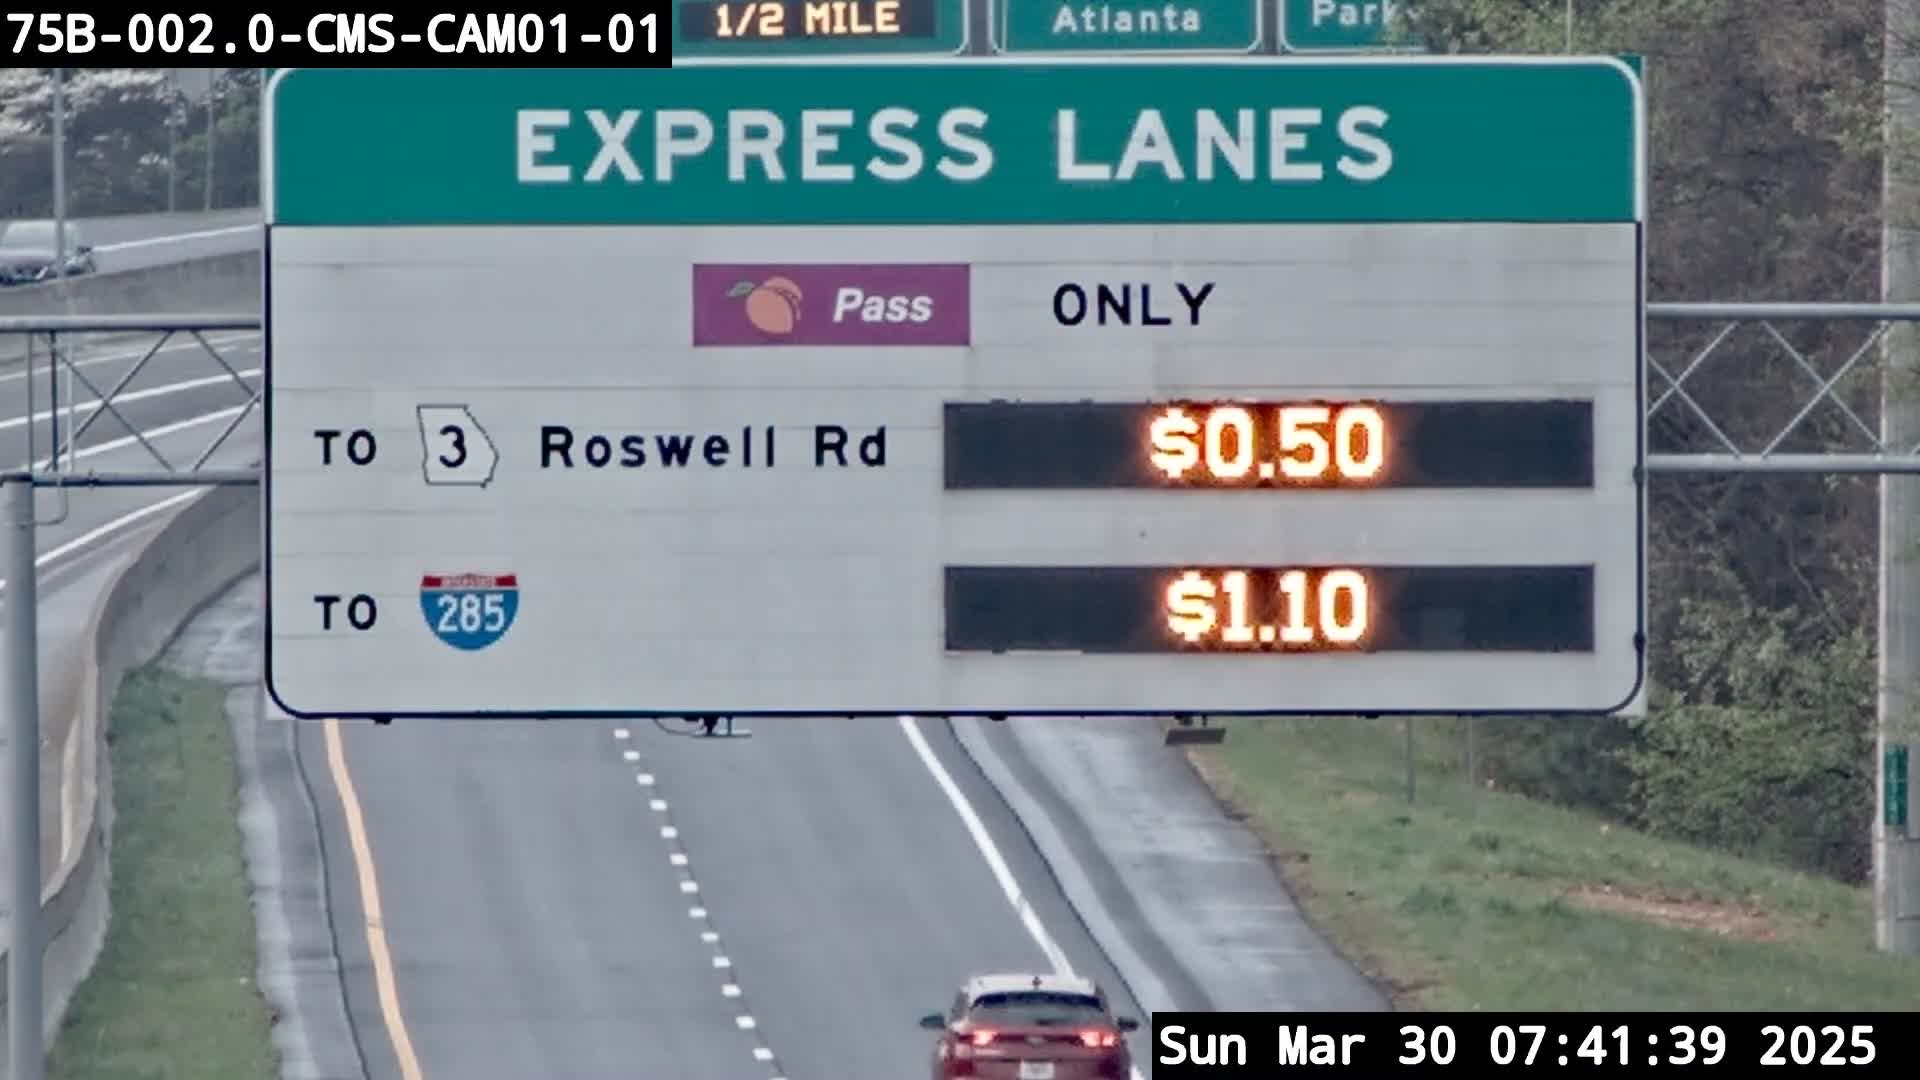 75B-002.0-CMS-CAM01-01
1/2 MILE
Atlanta
EXPRESS LANES
Pass ONLY
TO 3 Roswell Rd $0.50
TO 285 $1.10
Sun Mar 30 07:41:39 2025